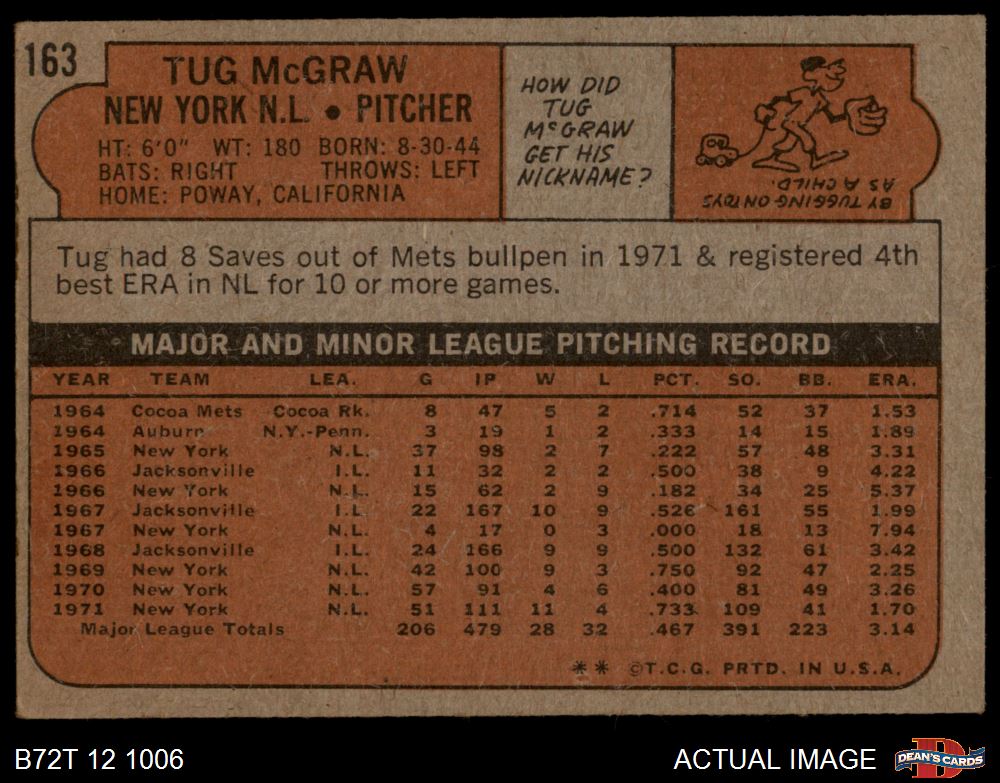 163
TUG McGRAW
NEW YORK N.L. • PITCHER
HT: 6'0" WT: 180 BORN: 8-30-44
BATS: RIGHT THROWS: LEFT
HOME: POWAY, CALIFORNIA
HOW DID
TUG
McGRAW
GET HIS
NICKNAME?
BY TUGGING ON TOYS
AS A CHILD.
Tug had 8 Saves out of Mets bullpen in 1971 & registered 4th
best ERA in NL for 10 or more games.
MAJOR AND MINOR LEAGUE PITCHING RECORD
YEAR TEAM LEA. G IP W L PCT. SO. BB. ERA.
1964 Cocoa Mets Cocoa Rk. 8 47 5 2 .714 52 37 1.53
1964 Auburn N.Y.-Penn. 3 19 1 2 .333 14 15 1.89
1965 New York N.L. 37 98 2 7 .222 57 48 3.31
1966 Jacksonville I.L. 11 32 2 2 .500 38 9 4.22
1966 New York N.L. 15 62 2 9 .182 34 25 5.37
1967 Jacksonville I.L. 22 167 10 9 .526 161 55 1.99
1967 New York N.L. 4 17 0 3 .000 18 13 7.94
1968 Jacksonville I.L. 24 166 9 9 .500 132 61 3.42
1969 New York N.L. 42 100 9 3 .750 92 47 2.25
1970 New York N.L. 57 91 4 6 .400 81 49 3.26
1971 New York N.L. 51 111 11 4 .733 109 41 1.70
Major League Totals 206 479 28 32 .467 391 223 3.14
** ©T.C.G. PRTD. IN U.S.A.
B72T 12 1006
ACTUAL IMAGE
D
DEAN'S CARDS